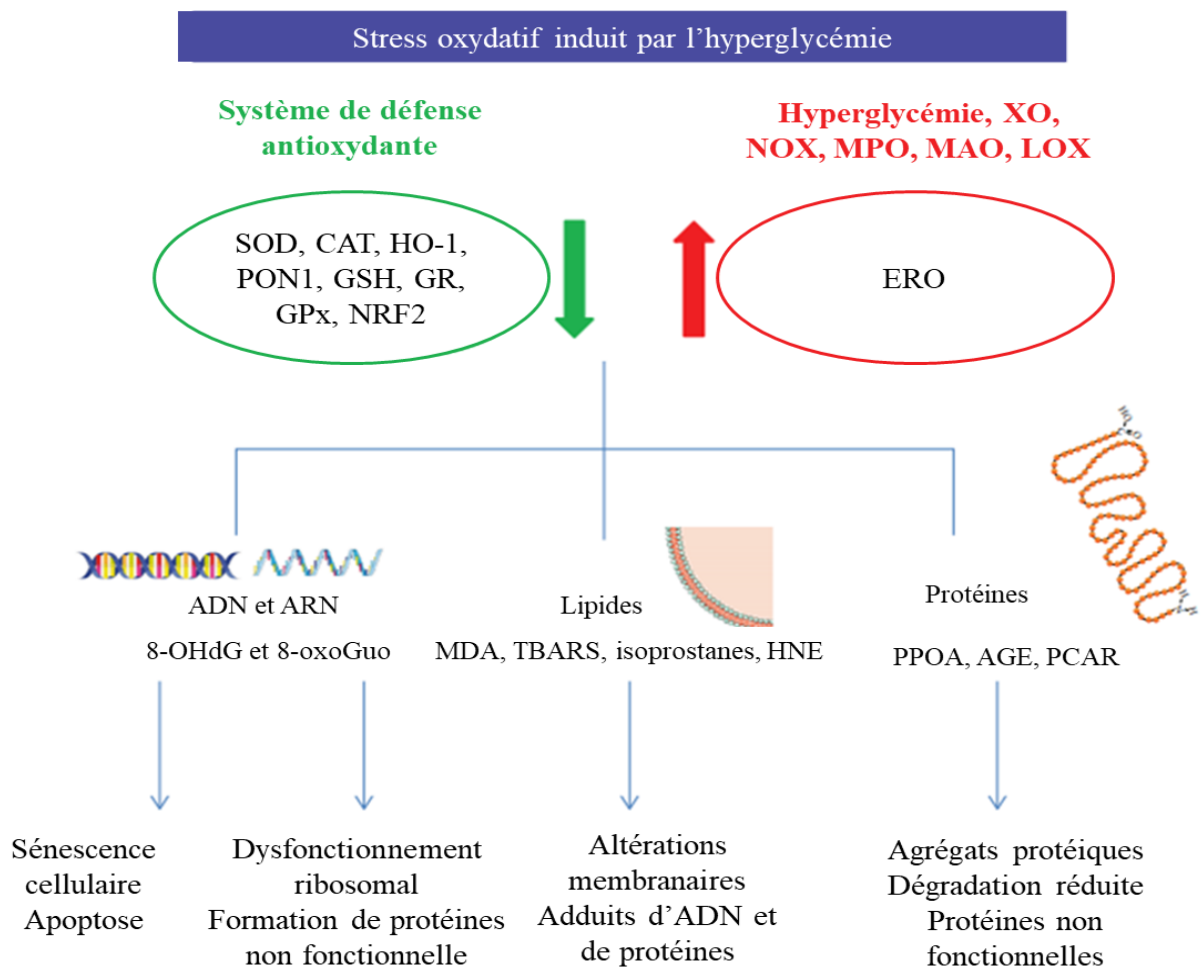 Stress oxydatif induit par l’hyperglycémie
Système de défense
antioxydante
Hyperglycémie, XO,
NOX, MPO, MAO, LOX
SOD, CAT, HO-1,
PON1, GSH, GR,
GPx, NRF2
ERO
ADN et ARN
8-OHdG et 8-oxoGuo
Lipides
MDA, TBARS, isoprostanes, HNE
Protéines
PPOA, AGE, PCAR
Sénescence
cellulaire
Apoptose
Dysfonctionnement
ribosomal
Formation de protéines
non fonctionnelle
Altérations
membranaires
Adduits d’ADN et
de protéines
Agrégats protéiques
Dégradation réduite
Protéines non
fonctionnelles